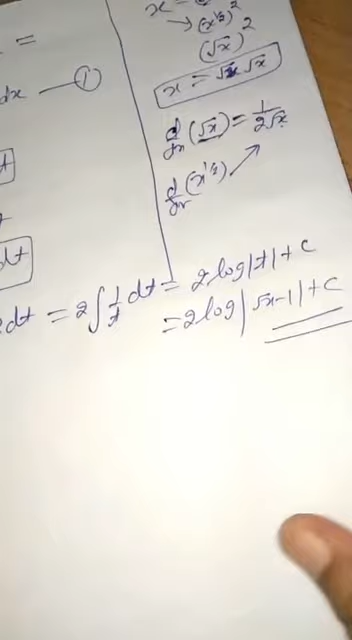 =
dx — ①
x =
→ (x^1/2)^2
(√x)^2
x = √x √x
d/dx (√x) = 1/2√x
d/dx (x^1/2)
dt
dt = 2∫ 1/t dt = 2 log|t| + c
= 2 log|√x-1| + c